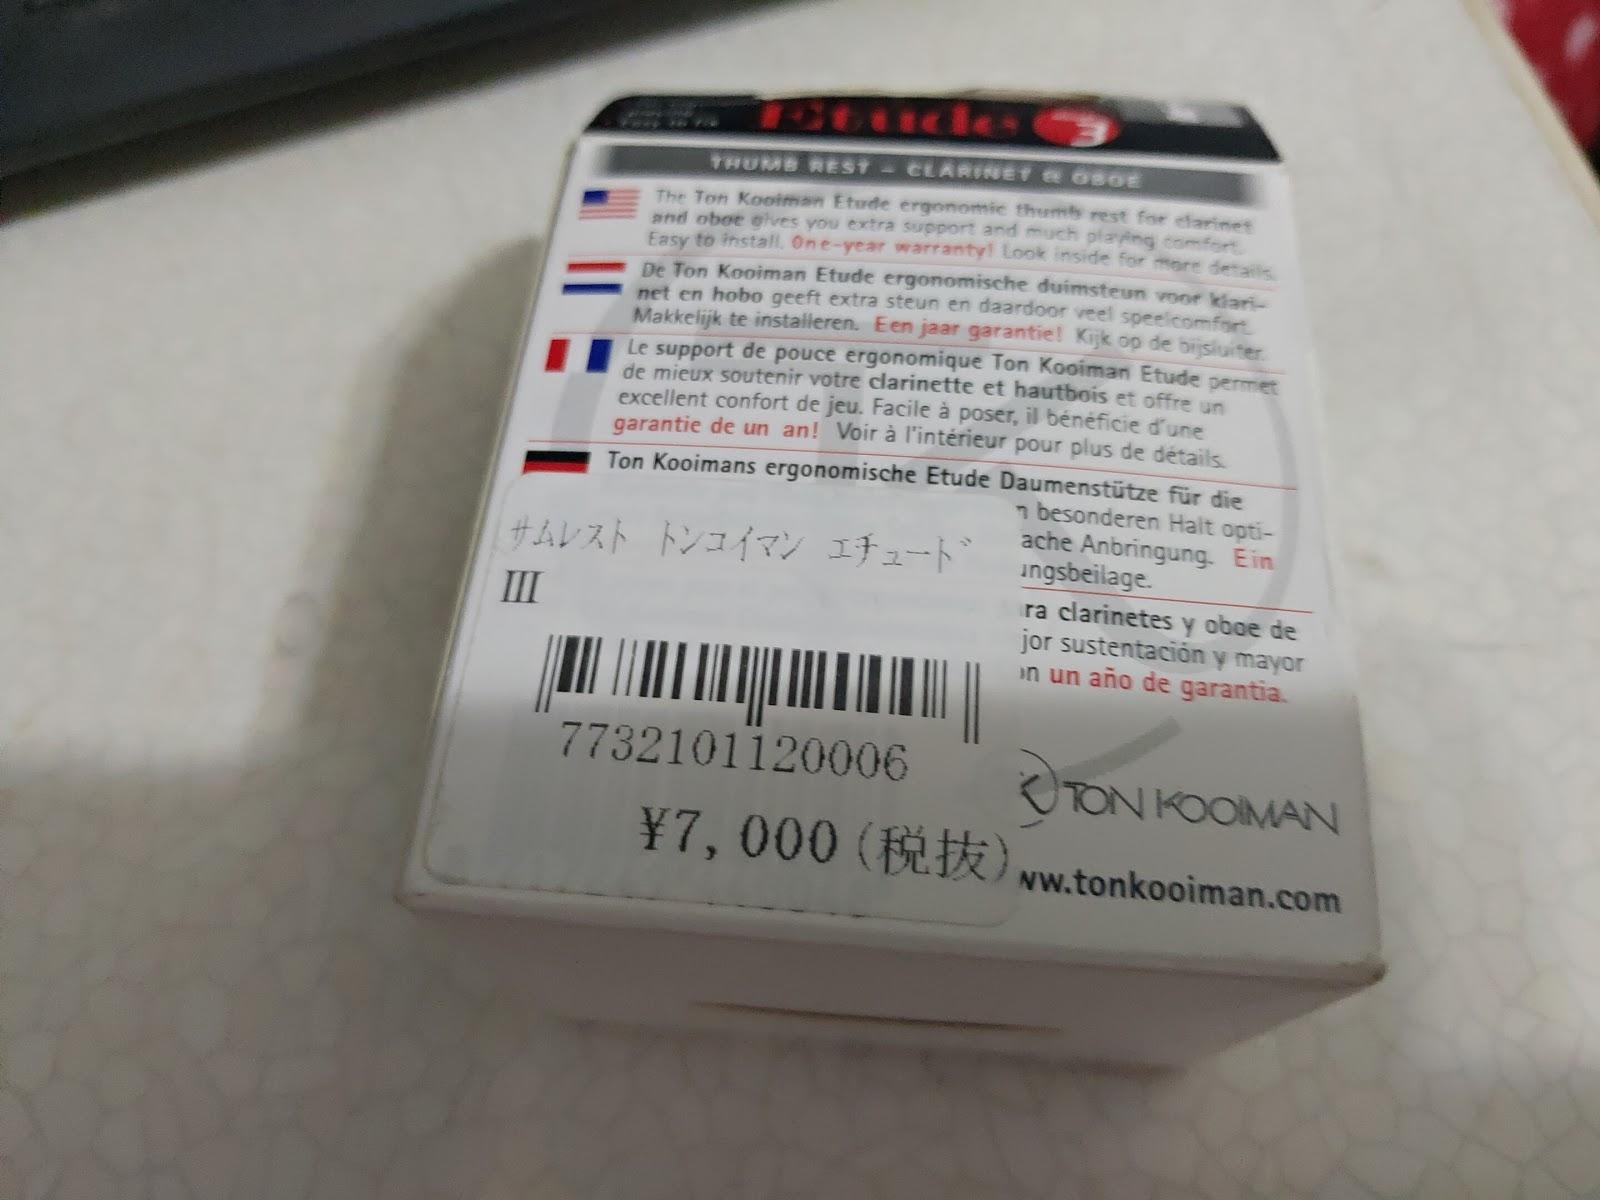 Etude 3
THUMB REST – CLARINET & OBOE
The Ton Kooiman Etude ergonomic thumb rest for clarinet
and oboe gives you extra support and much playing comfort.
Easy to install. One-year warranty! Look inside for more details.
De Ton Kooiman Etude ergonomische duimsteun voor klari-
net en hobo geeft extra steun en daardoor veel speelcomfort.
Makkelijk te installeren. Een jaar garantie! Kijk op de bijsluiter.
Le support de pouce ergonomique Ton Kooiman Etude permet
de mieux soutenir votre clarinette et hautbois et offre un
excellent confort de jeu. Facile à poser, il bénéficie d'une
garantie de un an! Voir à l'intérieur pour plus de détails.
Ton Kooimans ergonomische Etude Daumenstütze für die
n besonderen Halt opti-
ache Anbringung. Ein
ungsbeilage.
ra clarinetes y oboe de
jor sustentación y mayor
on un año de garantia.
サムレスト トンコイマン エチュード
III
7732101120006
¥7,000(税抜)
TON KOOIMAN
ww.tonkooiman.com